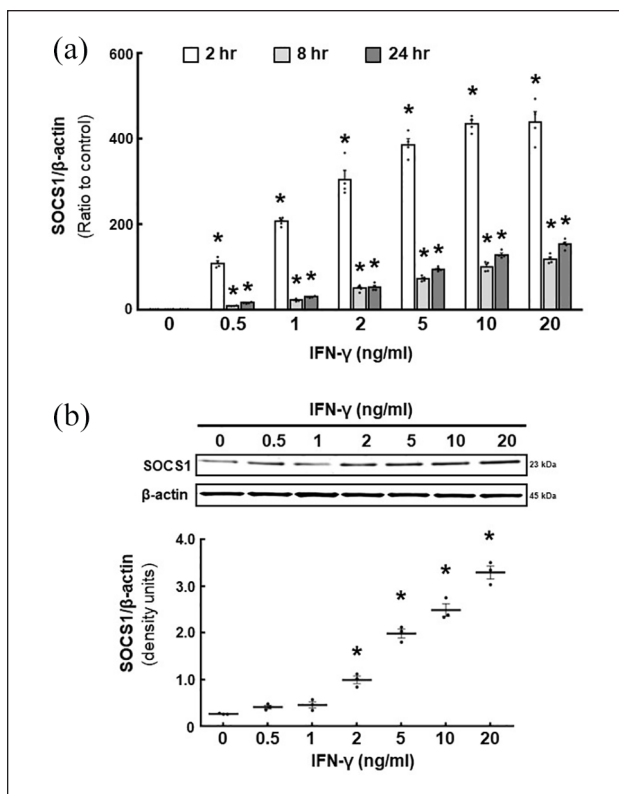 (a)
600
2 hr 8 hr 24 hr
* * * * * *
400
SOCS1/β-actin
(Ratio to control)
200
* * * * * * * * * * * *
0
0 0.5 1 2 5 10 20
IFN-γ (ng/ml)
(b)
IFN-γ (ng/ml)
0 0.5 1 2 5 10 20
SOCS1 23 kDa
β-actin 45 kDa
4.0
* * * *
3.0
SOCS1/β-actin
(density units)
2.0
1.0
0
0 0.5 1 2 5 10 20
IFN-γ (ng/ml)